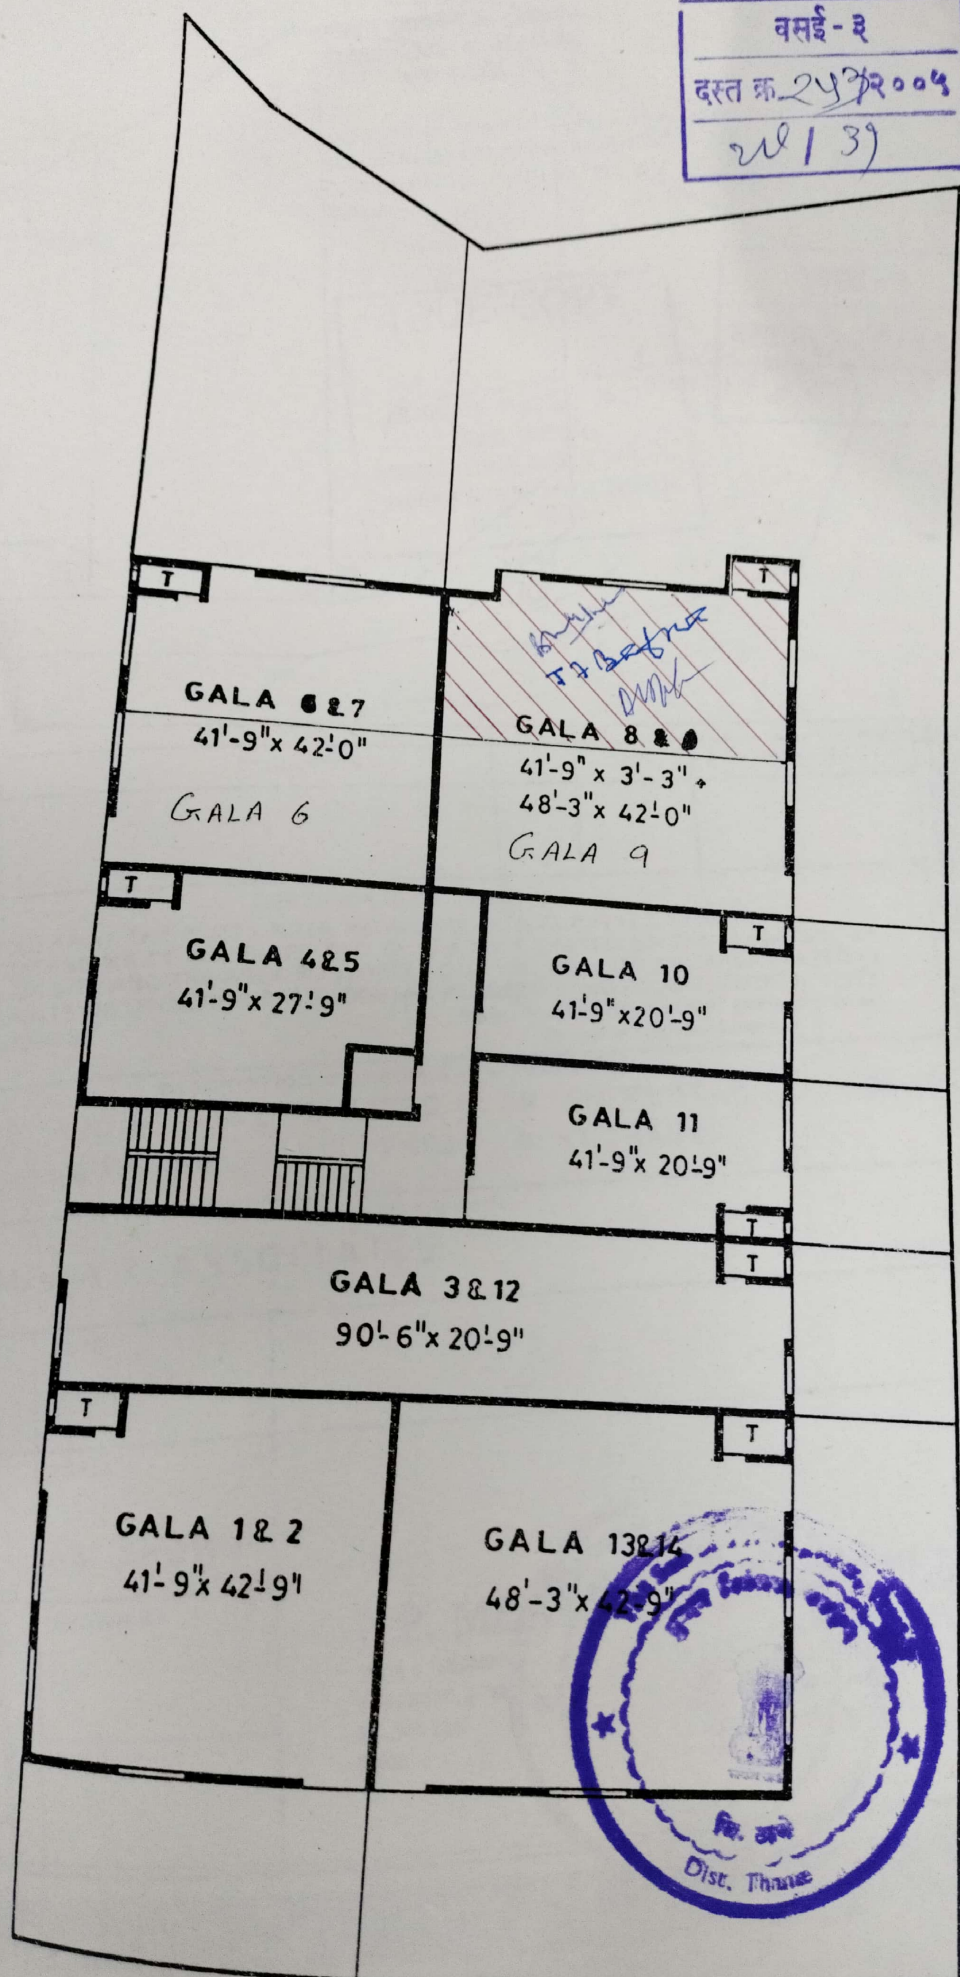 वसई - ३
दस्त क्र २००५
T
T
GALA 6 & 7
41'-9" x 42'-0"
GALA 6
GALA 8 &
41'-9" x 3'-3" +
48'-3" x 42'-0"
GALA 9
T
T
GALA 4&5
41'-9" x 27'-9"
GALA 10
41'-9" x 20'-9"
GALA 11
41'-9" x 20'-9"
T
T
GALA 3&12
90'-6" x 20'-9"
T
T
GALA 1& 2
41'-9" x 42'-9"
GALA 13&14
48'-3" x 42'-9"
जि. ठाणे
Dist. Thane